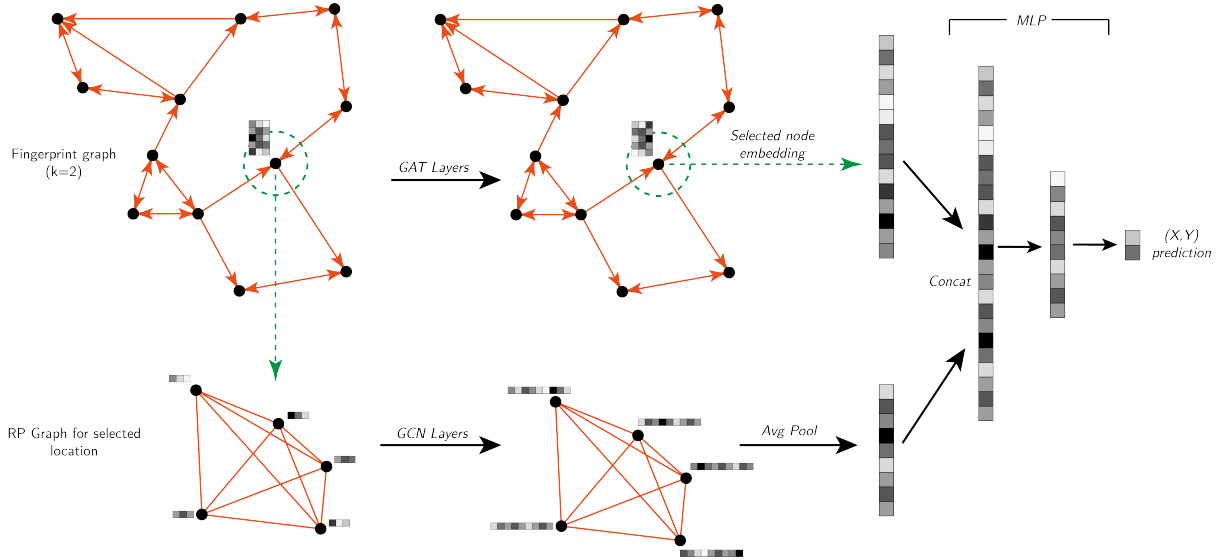 MLP
Fingerprint graph
(k=2)
GAT Layers
Selected node
embedding
(X,Y)
prediction
Concat
RP Graph for selected
location
GCN Layers
Avg Pool